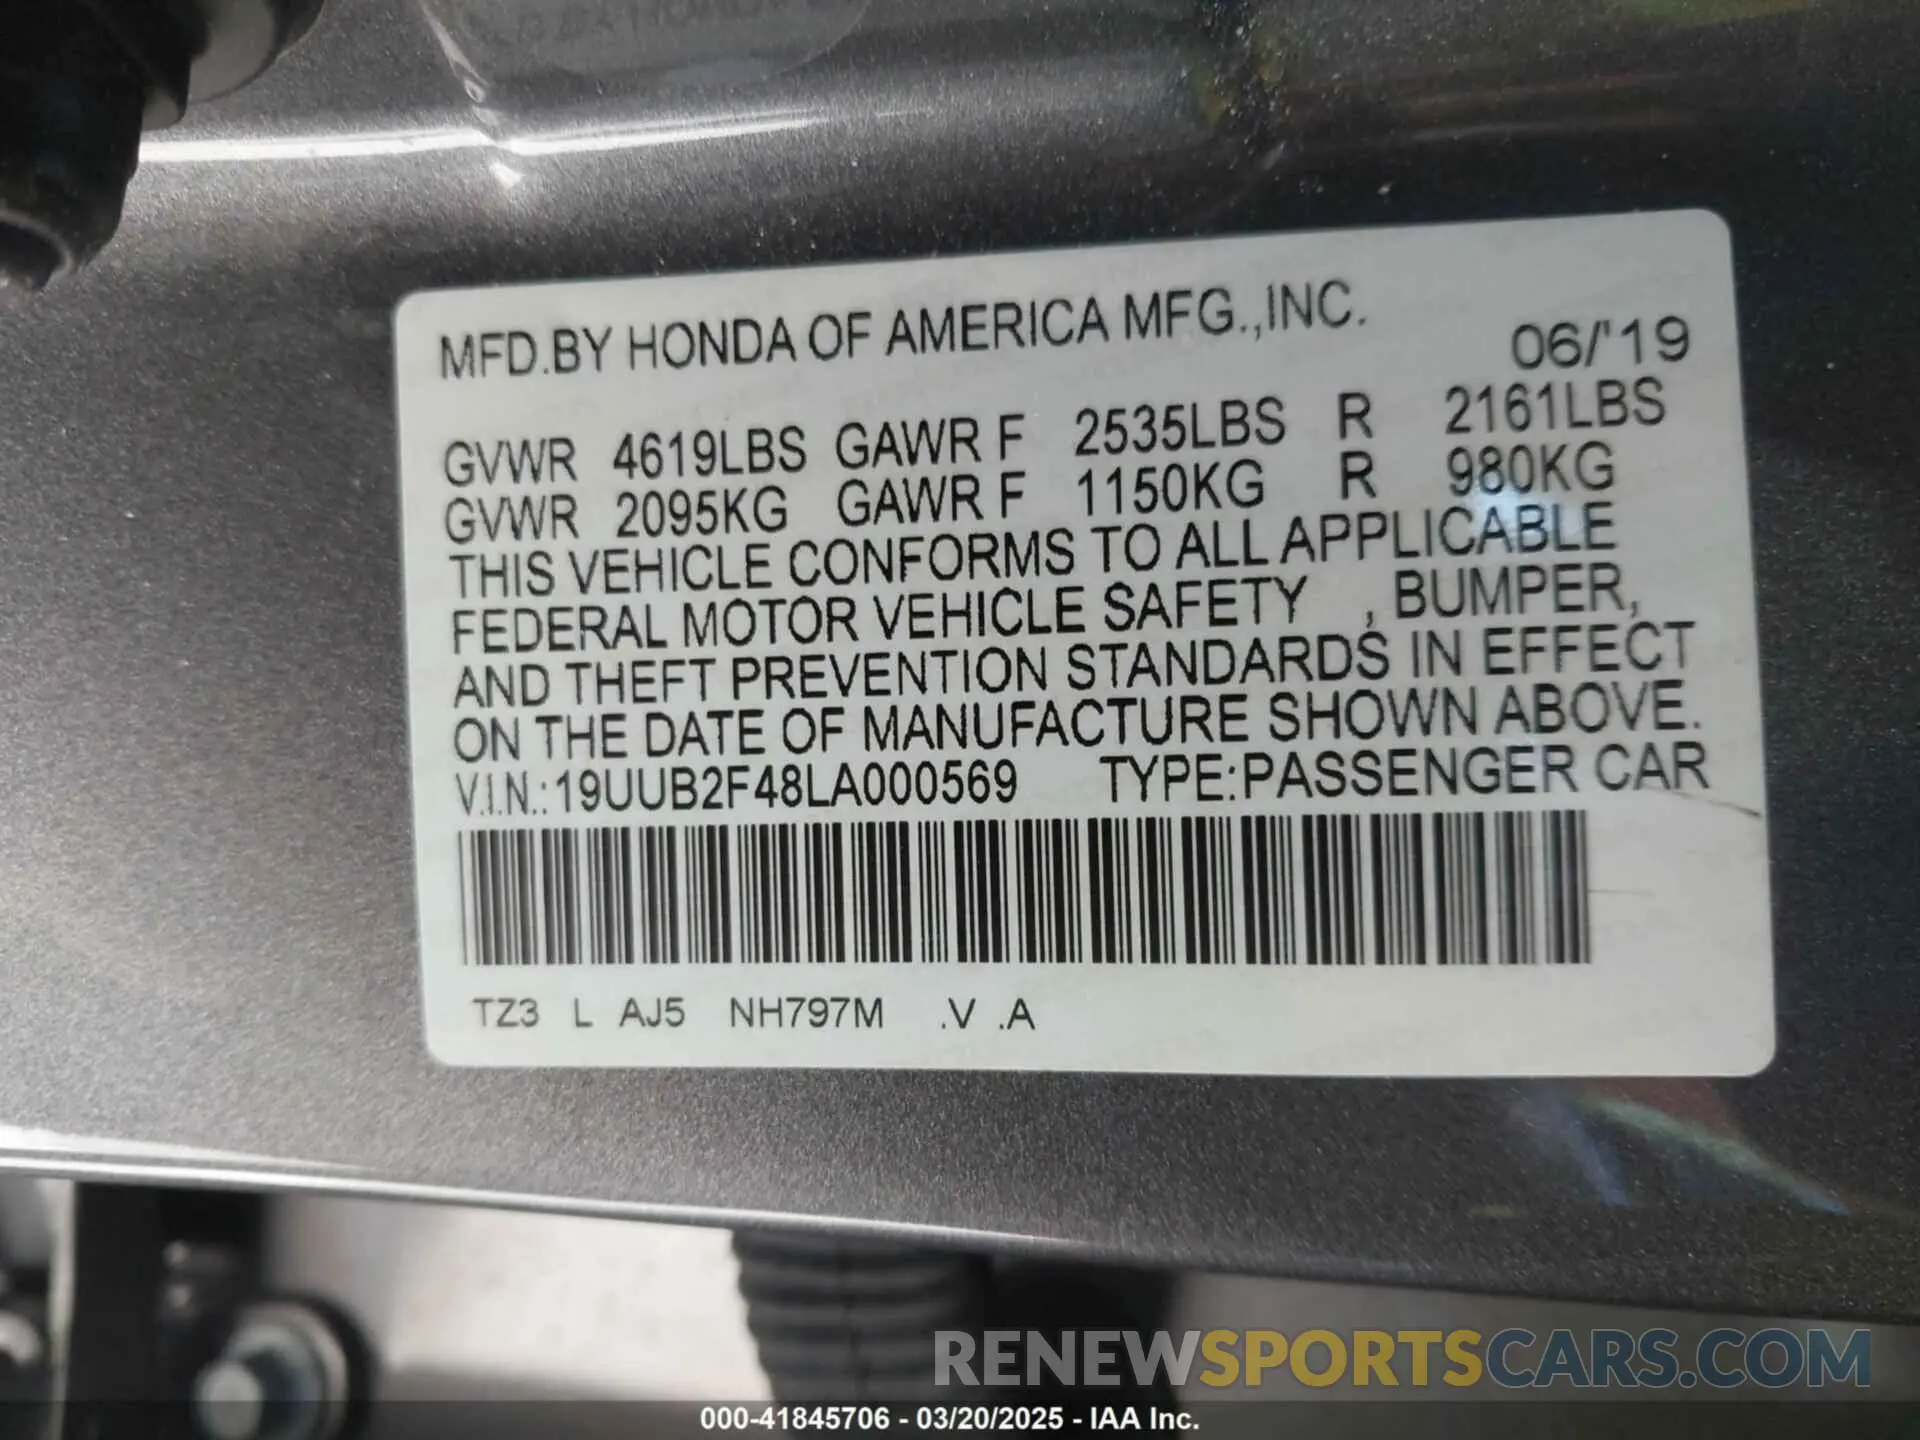 MFD.BY HONDA OF AMERICA MFG.,INC.
06/'19
GVWR 4619LBS GAWR F 2535LBS R 2161LBS
GVWR 2095KG GAWR F 1150KG R 980KG
THIS VEHICLE CONFORMS TO ALL APPLICABLE
FEDERAL MOTOR VEHICLE SAFETY , BUMPER,
AND THEFT PREVENTION STANDARDS IN EFFECT
ON THE DATE OF MANUFACTURE SHOWN ABOVE.
V.I.N.:19UUB2F48LA000569 TYPE:PASSENGER CAR
TZ3 L AJ5 NH797M .V .A
RENEWSPORTSCARS.COM
000-41845706 - 03/20/2025 - IAA Inc.